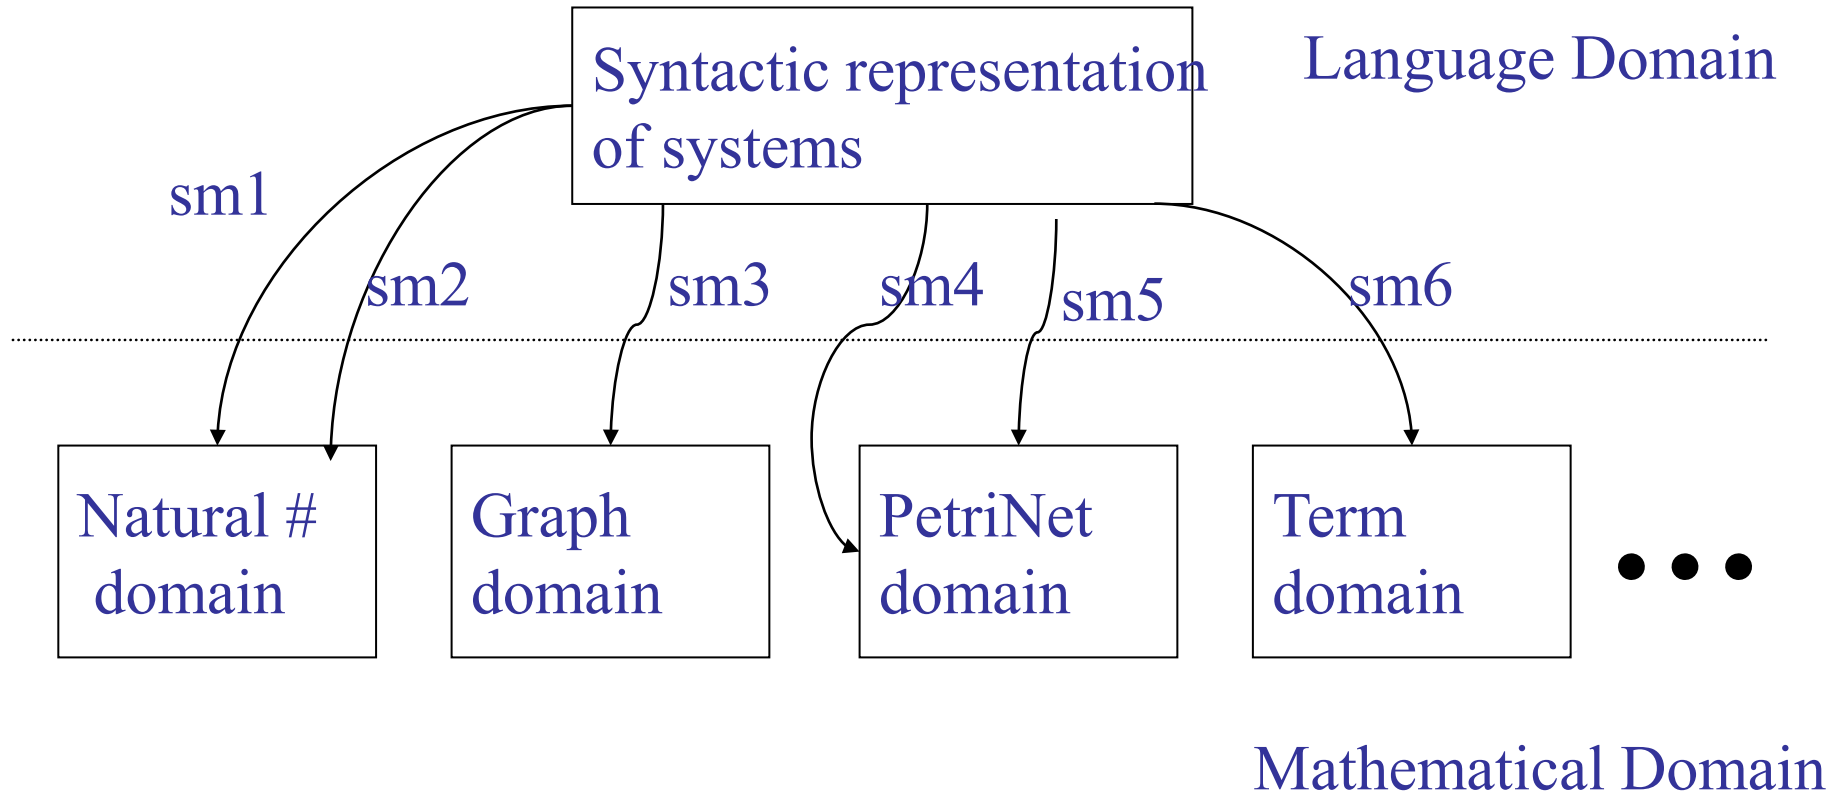 Syntactic representation
of systems
Language Domain
sm1
sm2
sm3
sm4
sm5
sm6
Natural #
domain
Graph
domain
PetriNet
domain
Term
domain
Mathematical Domain